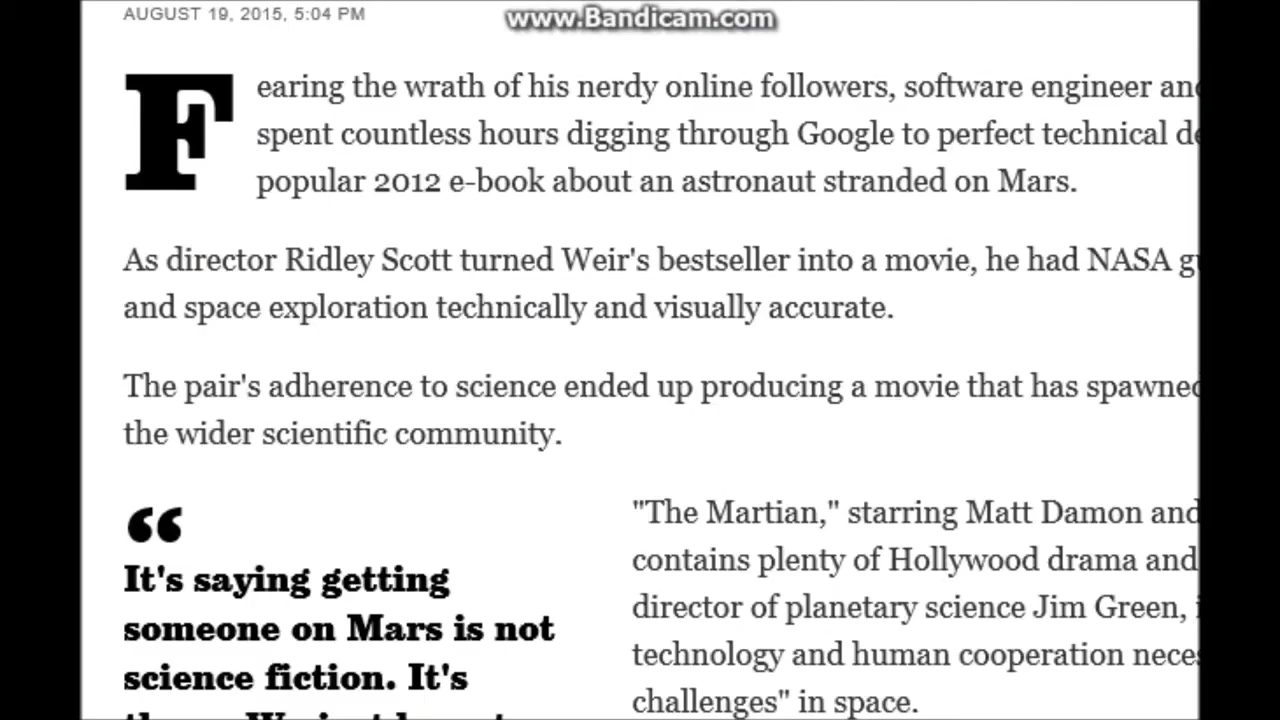 AUGUST 19, 2015, 5:04 PM
www.Bandicam.com
Fearing the wrath of his nerdy online followers, software engineer and
spent countless hours digging through Google to perfect technical
popular 2012 e-book about an astronaut stranded on Mars.
As director Ridley Scott turned Weir's bestseller into a movie, he had NASA
and space exploration technically and visually accurate.
The pair's adherence to science ended up producing a movie that has spawned
the wider scientific community.
“
It's saying getting
someone on Mars is not
science fiction. It's
"The Martian," starring Matt Damon and
contains plenty of Hollywood drama and
director of planetary science Jim Green,
technology and human cooperation
challenges" in space.